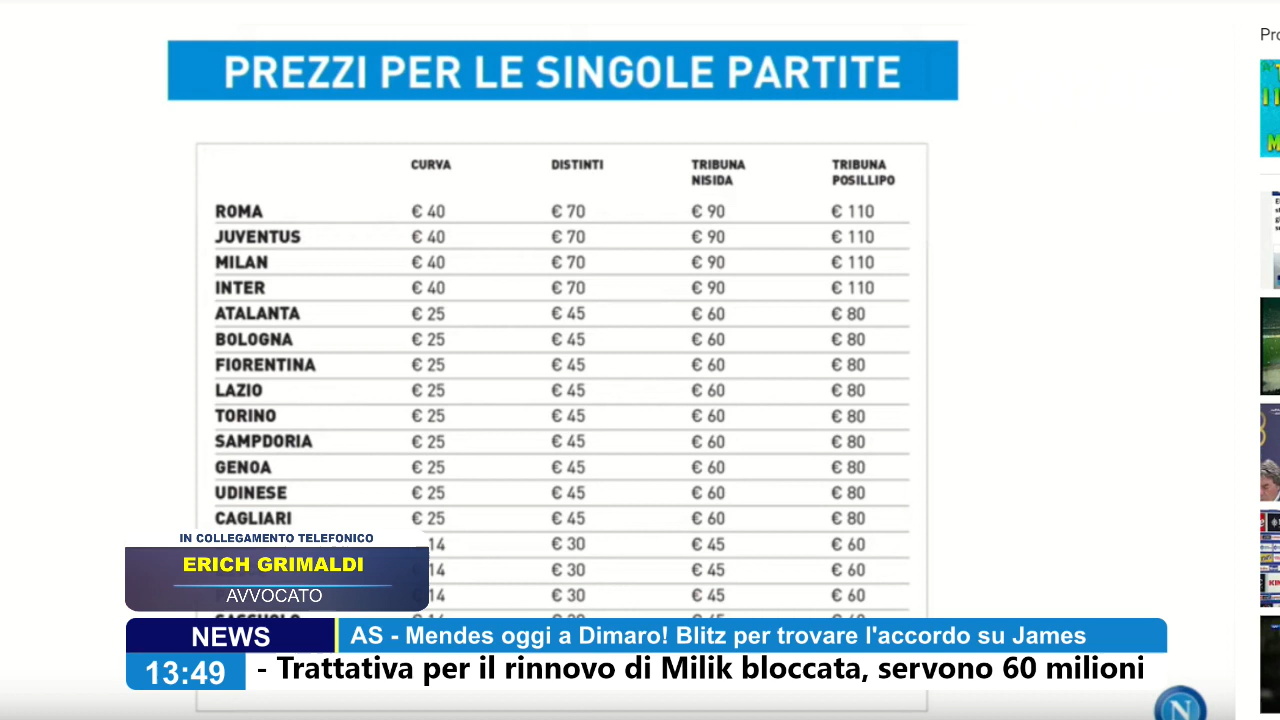 PREZZI PER LE SINGOLE PARTITE
CURVA DISTINTI TRIBUNA NISIDA TRIBUNA POSILLIPO
ROMA € 40 € 70 € 90 € 110
JUVENTUS € 40 € 70 € 90 € 110
MILAN € 40 € 70 € 90 € 110
INTER € 40 € 70 € 90 € 110
ATALANTA € 25 € 45 € 60 € 80
BOLOGNA € 25 € 45 € 60 € 80
FIORENTINA € 25 € 45 € 60 € 80
LAZIO € 25 € 45 € 60 € 80
TORINO € 25 € 45 € 60 € 80
SAMPDORIA € 25 € 45 € 60 € 80
GENOA € 25 € 45 € 60 € 80
UDINESE € 25 € 45 € 60 € 80
CAGLIARI € 25 € 45 € 60 € 80
14 € 30 € 45 € 60
14 € 30 € 45 € 60
14 € 30 € 45 € 60
IN COLLEGAMENTO TELEFONICO
ERICH GRIMALDI
AVVOCATO
NEWS AS - Mendes oggi a Dimaro! Blitz per trovare l'accordo su James
13:49 - Trattativa per il rinnovo di Milik bloccata, servono 60 milioni
N